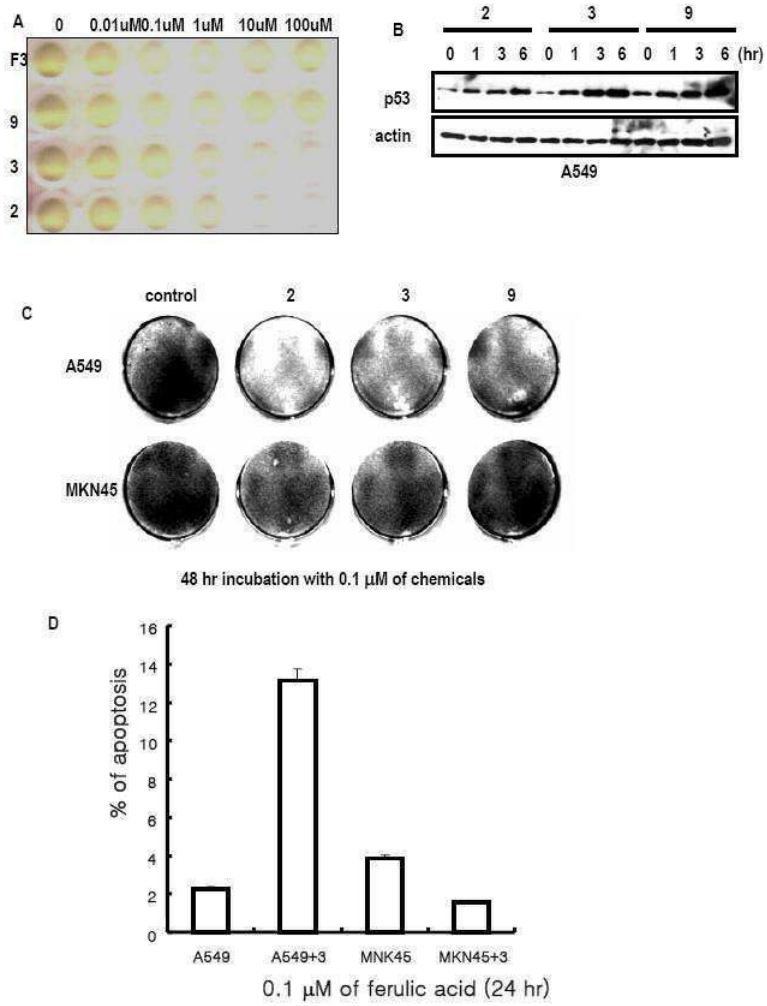 A
0 0.01uM 0.1uM 1uM 10uM 100uM
F3
9
3
2
B
2 3 9
0 1 3 6 0 1 3 6 0 1 3 6 (hr)
p53
actin
A549
C
control 2 3 9
A549
MKN45
48 hr incubation with 0.1 μM of chemicals
D
% of apoptosis
16
14
12
10
8
6
4
2
0
A549 A549+3 MNK45 MKN45+3
0.1 μM of ferulic acid (24 hr)